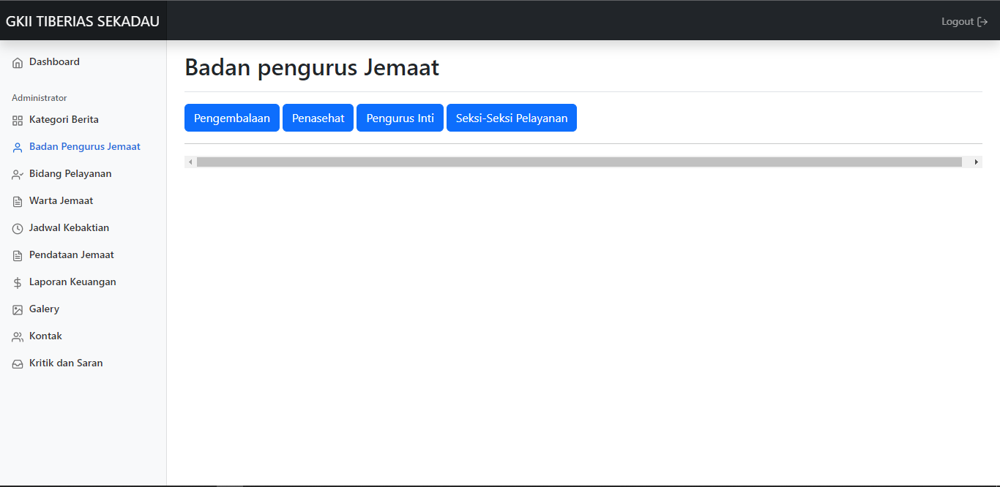 GKII TIBERIAS SEKADAU
Logout
Dashboard
Administrator
Kategori Berita
Badan Pengurus Jemaat
Bidang Pelayanan
Warta Jemaat
Jadwal Kebaktian
Pendataan Jemaat
Laporan Keuangan
Galery
Kontak
Kritik dan Saran
Badan pengurus Jemaat
Pengembalaan Penasehat Pengurus Inti Seksi-Seksi Pelayanan